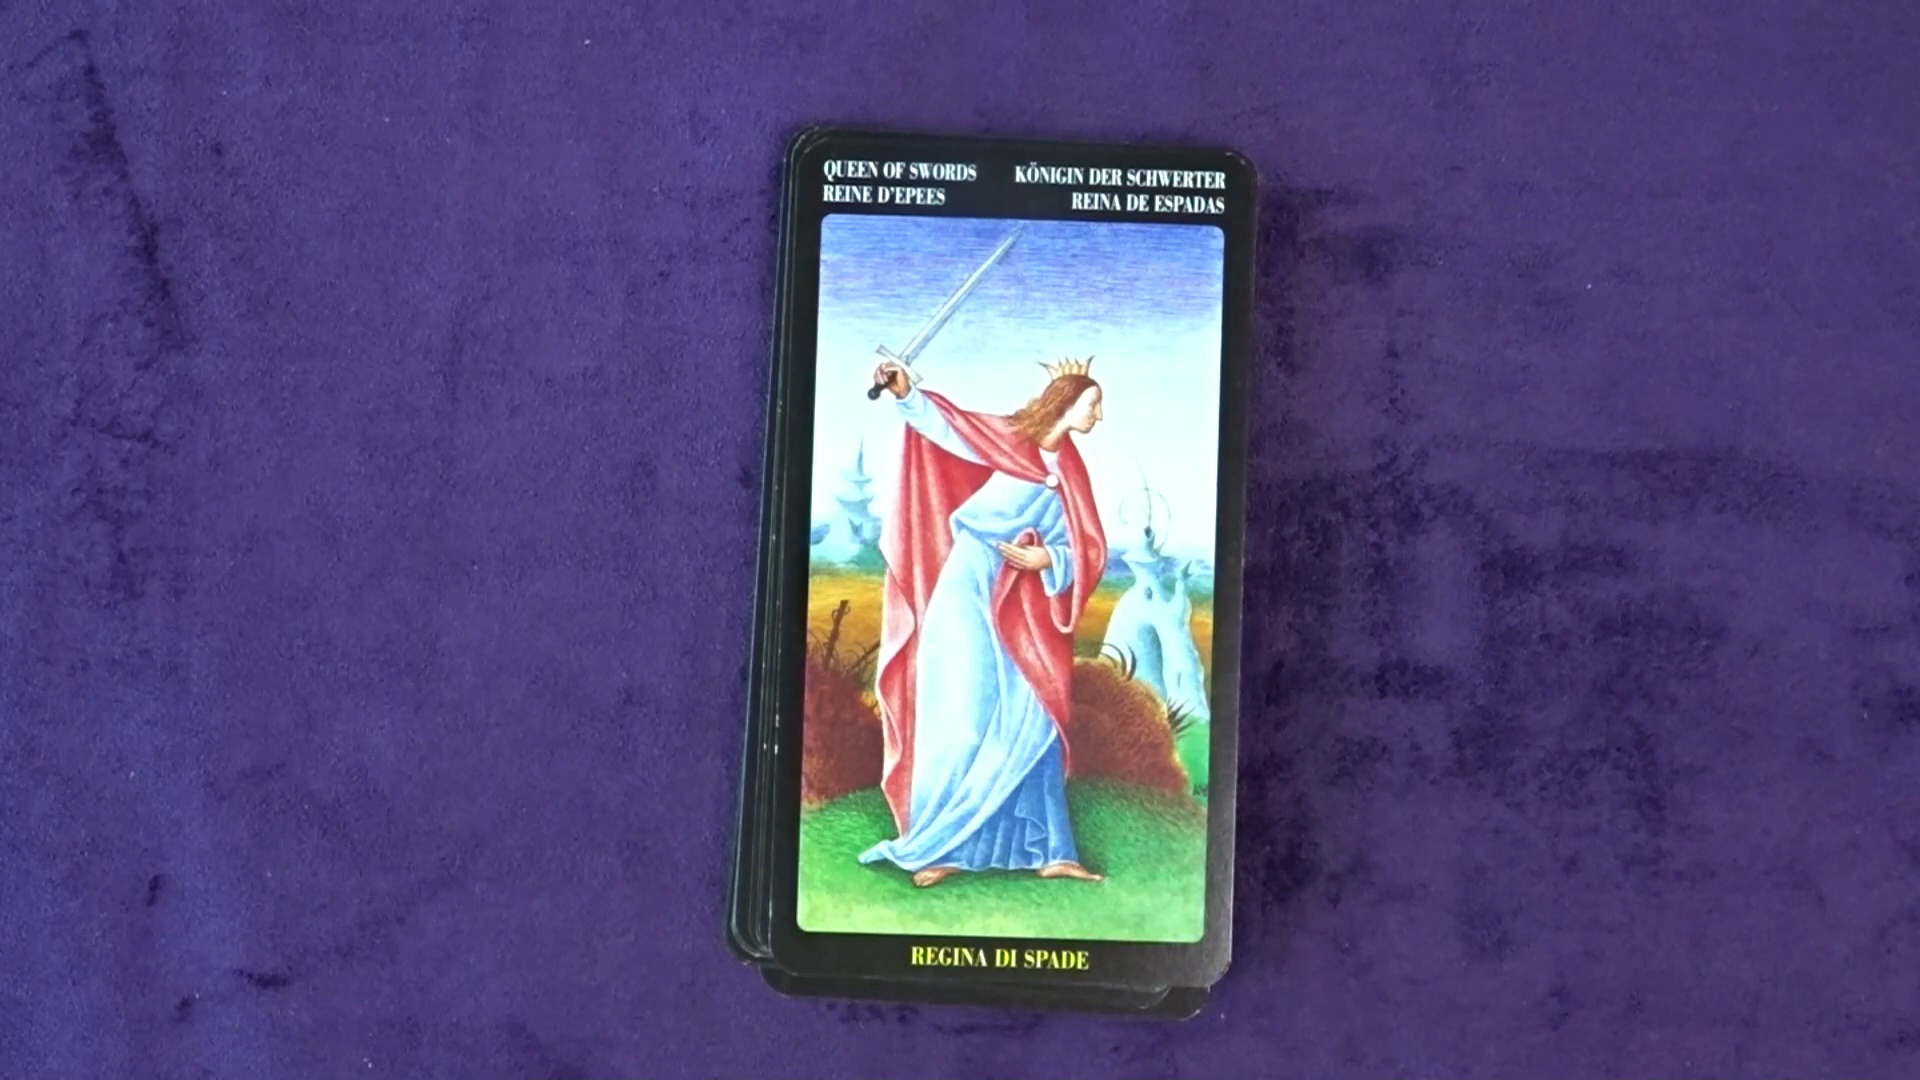 QUEEN OF SWORDS
REINE D'EPEES
KÖNIGIN DER SCHWERTER
REINA DE ESPADAS
REGINA DI SPADE